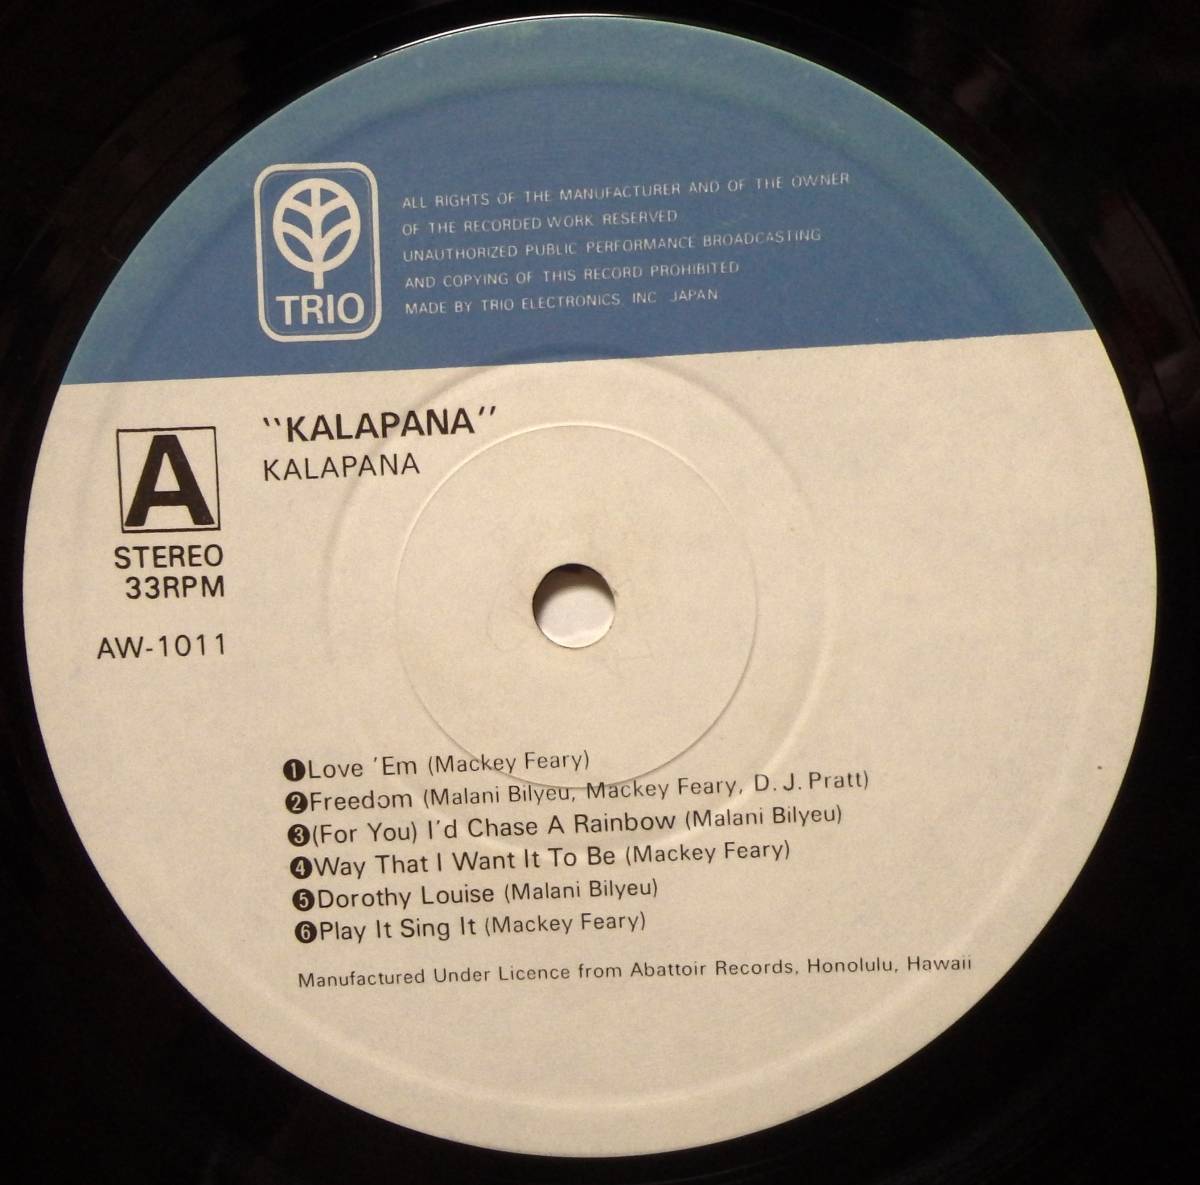 TRIO
ALL RIGHTS OF THE MANUFACTURER AND OF THE OWNER
OF THE RECORDED WORK RESERVED
UNAUTHORIZED PUBLIC PERFORMANCE BROADCASTING
AND COPYING OF THIS RECORD PROHIBITED
MADE BY TRIO ELECTRONICS, INC. JAPAN
"KALAPANA"
KALAPANA
A
STEREO
33RPM
AW-1011
❶Love 'Em (Mackey Feary)
❷Freedom (Malani Bilyeu, Mackey Feary, D. J. Pratt)
❸(For You) I'd Chase A Rainbow (Malani Bilyeu)
❹Way That I Want It To Be (Mackey Feary)
❺Dorothy Louise (Malani Bilyeu)
❻Play It Sing It (Mackey Feary)
Manufactured Under Licence from Abattoir Records, Honolulu, Hawaii